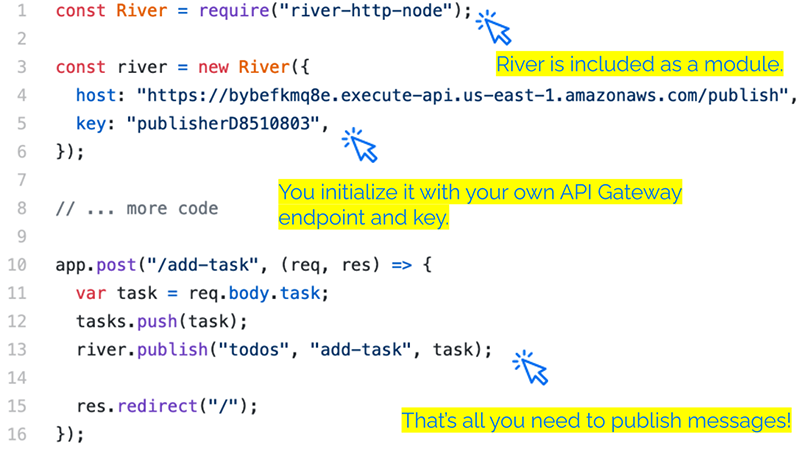 1 const River = require("river-http-node");
River is included as a module.
2
3 const river = new River({
4 host: "https://bybefkmq8e.execute-api.us-east-1.amazonaws.com/publish",
5 key: "publisherD8510803",
6 });
You initialize it with your own API Gateway
endpoint and key.
7
8 // ... more code
9
10 app.post("/add-task", (req, res) => {
11 var task = req.body.task;
12 tasks.push(task);
13 river.publish("todos", "add-task", task);
14
15 res.redirect("/");
That's all you need to publish messages!
16 });